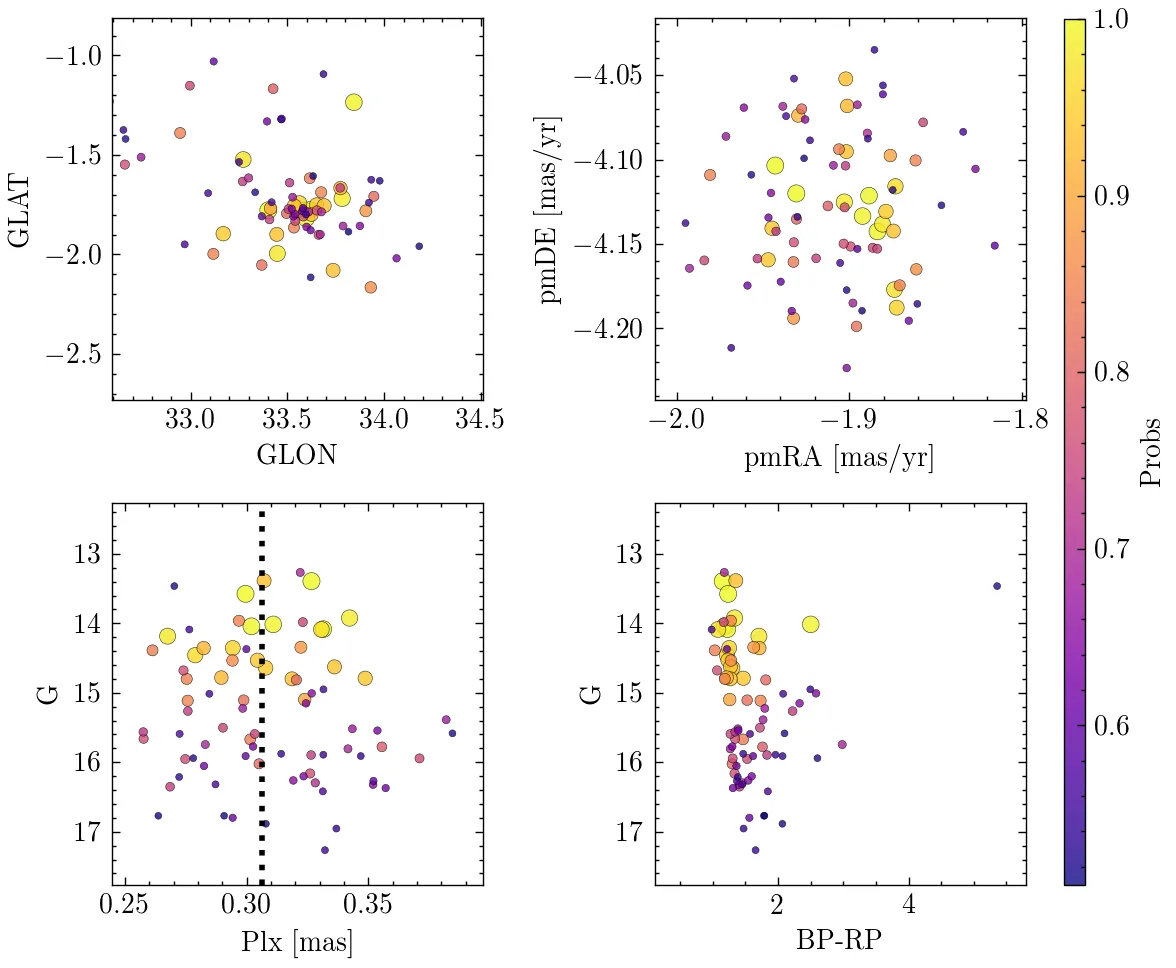 −1.0
−1.5
−2.0
−2.5
GLAT
33.0 33.5 34.0 34.5
GLON
−4.05
−4.10
−4.15
−4.20
pmDE [mas/yr]
−2.0 −1.9 −1.8
pmRA [mas/yr]
13
14
15
16
17
G
0.25 0.30 0.35
Plx [mas]
13
14
15
16
17
G
2 4
BP-RP
1.0
0.9
0.8
0.7
0.6
Probs